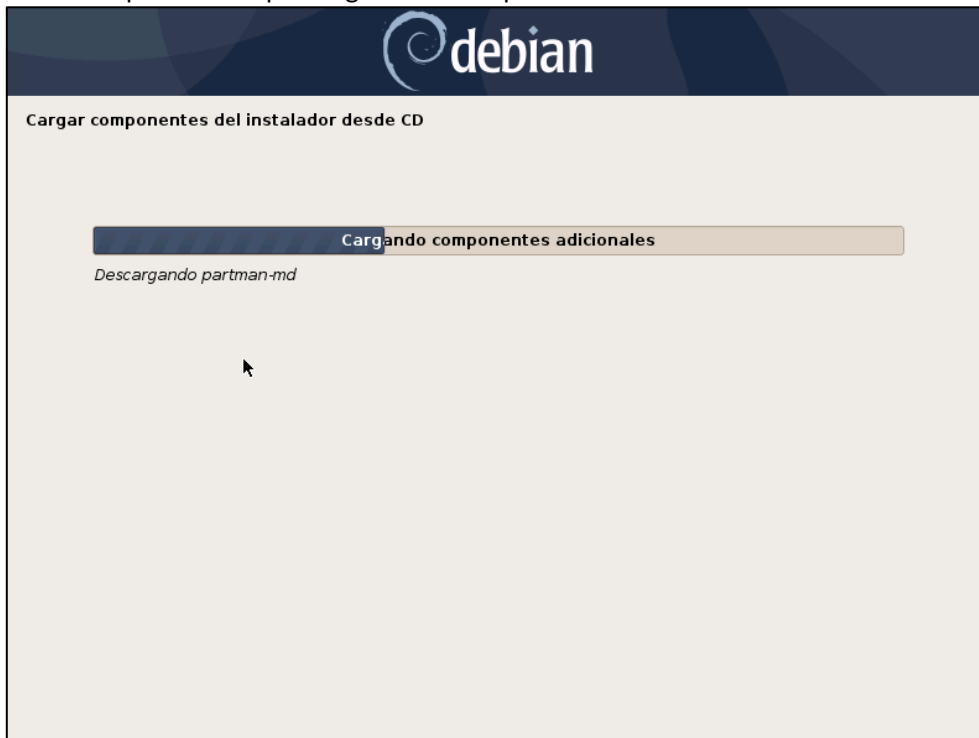 debian
Cargar componentes del instalador desde CD
Cargando componentes adicionales
Descargando partman-md